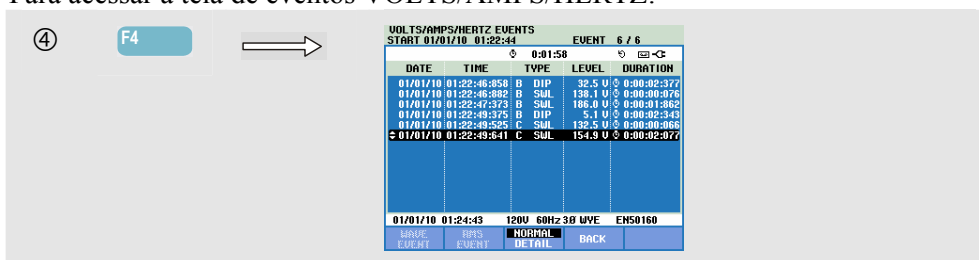 Para acessar a tela de eventos VOLTS/AMPS/HERTZ:
④ F4
VOLTS/AMPS/HERTZ EVENTS
START 01/01/10 01:22:44 EVENT 6 / 6
0:01:58
DATE TIME TYPE LEVEL DURATION
01/01/10 01:22:46:858 B DIP 32.5 V 0:00:02:377
01/01/10 01:22:46:882 B SWL 138.1 V 0:00:00:076
01/01/10 01:22:47:373 B SWL 186.0 V 0:00:01:862
01/01/10 01:22:49:375 B DIP 5.1 V 0:00:02:343
01/01/10 01:22:49:525 C SWL 132.5 V 0:00:00:066
01/01/10 01:22:49:641 C SWL 154.9 V 0:00:02:077
01/01/10 01:24:43 120V 60Hz 3Ø WYE EN50160
WAVE EVENT RMS EVENT NORMAL DETAIL BACK